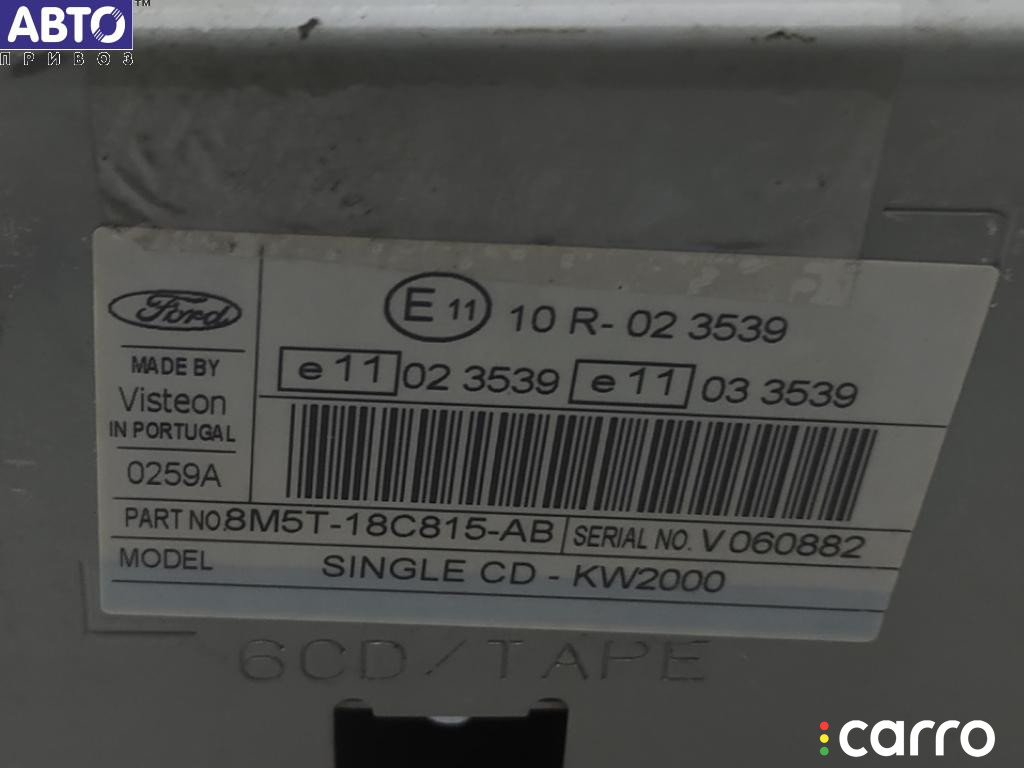 АВТО™
ПРИВОЗ
Ford
MADE BY
Visteon
IN PORTUGAL
0259A
E 11 10 R- 02 3539
e 11 02 3539 e 11 03 3539
PART NO. 8M5T-18C815-AB SERIAL NO. V 060882
MODEL SINGLE CD - KW2000
6CD/TAPE
carro